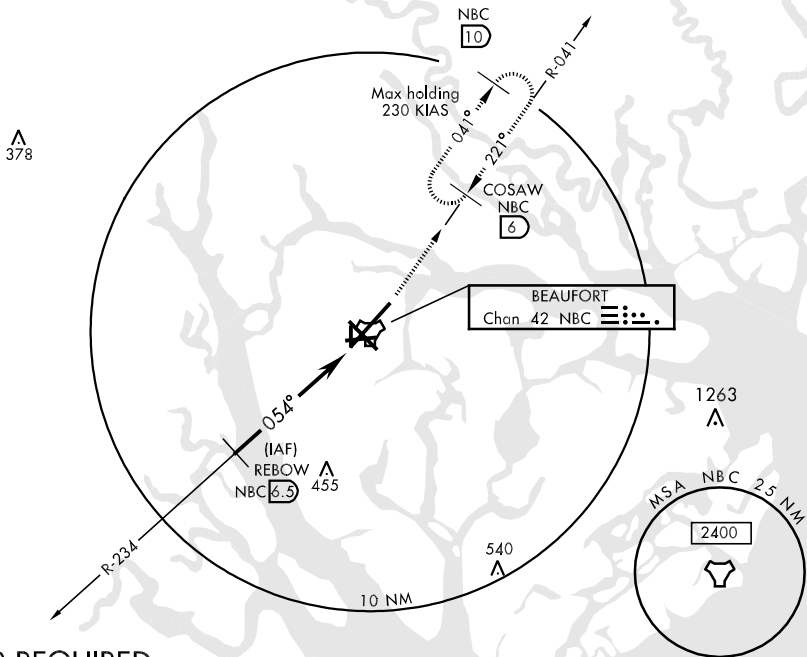 NBC
10
R-041
Max holding
230 KIAS
041°
221°
378
COSAW
NBC
6
BEAUFORT
Chan 42 NBC
054°
(IAF)
REBOW
NBC 6.5
455
R-234
1263
MSA NBC 25 NM
2400
540
10 NM
REQUIRED